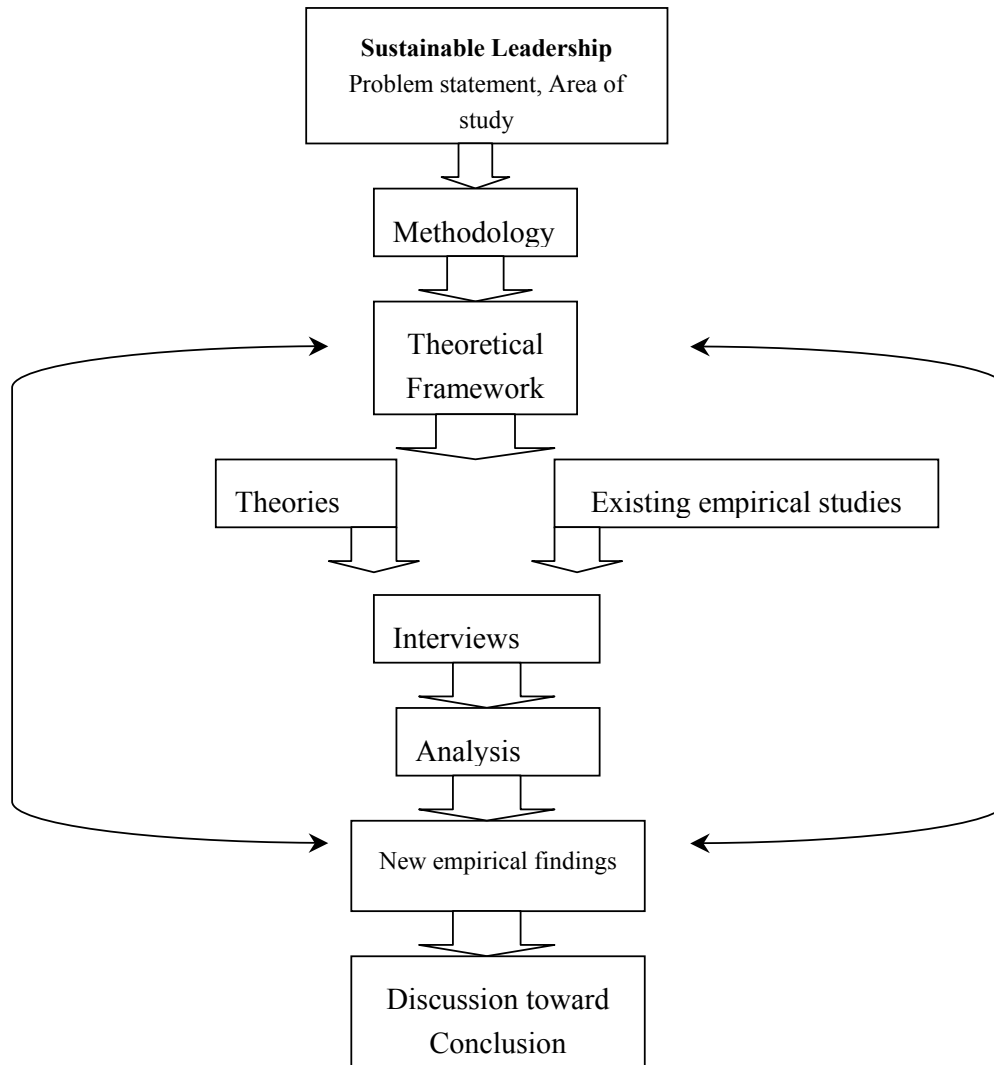 Sustainable Leadership
Problem statement, Area of
study
Methodology
Theoretical
Framework
Theories
Existing empirical studies
Interviews
Analysis
New empirical findings
Discussion toward
Conclusion